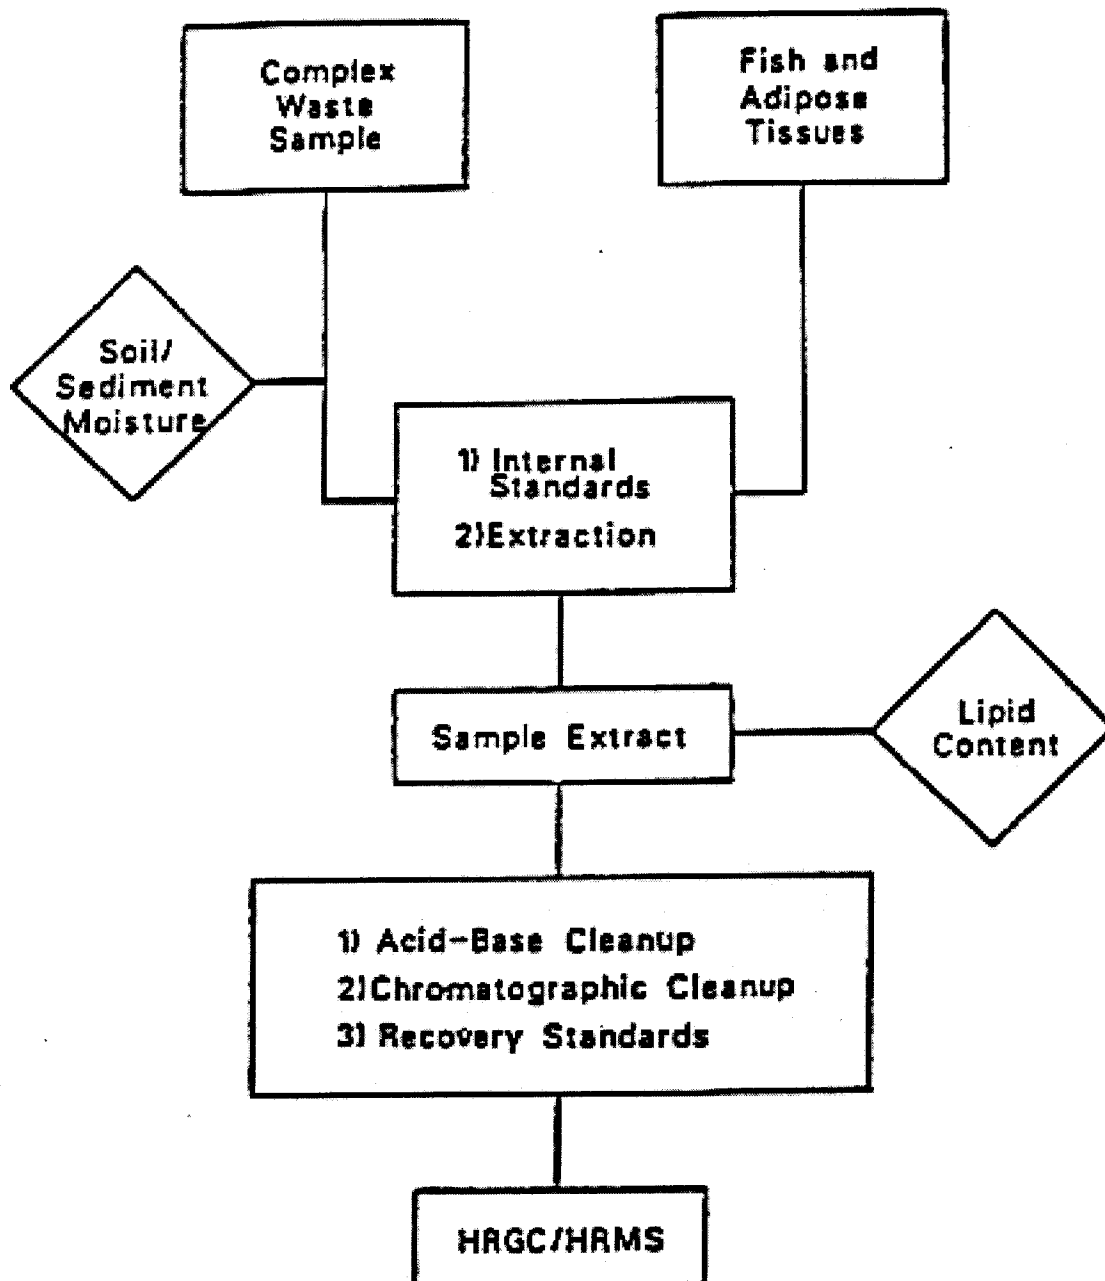 Complex
Waste
Sample
Fish and
Adipose
Tissues
Soil/
Sediment
Moisture
1) Internal
Standards
2)Extraction
Sample Extract
Lipid
Content
1) Acid-Base Cleanup
2)Chromatographic Cleanup
3) Recovery Standards
HRGC/HRMS